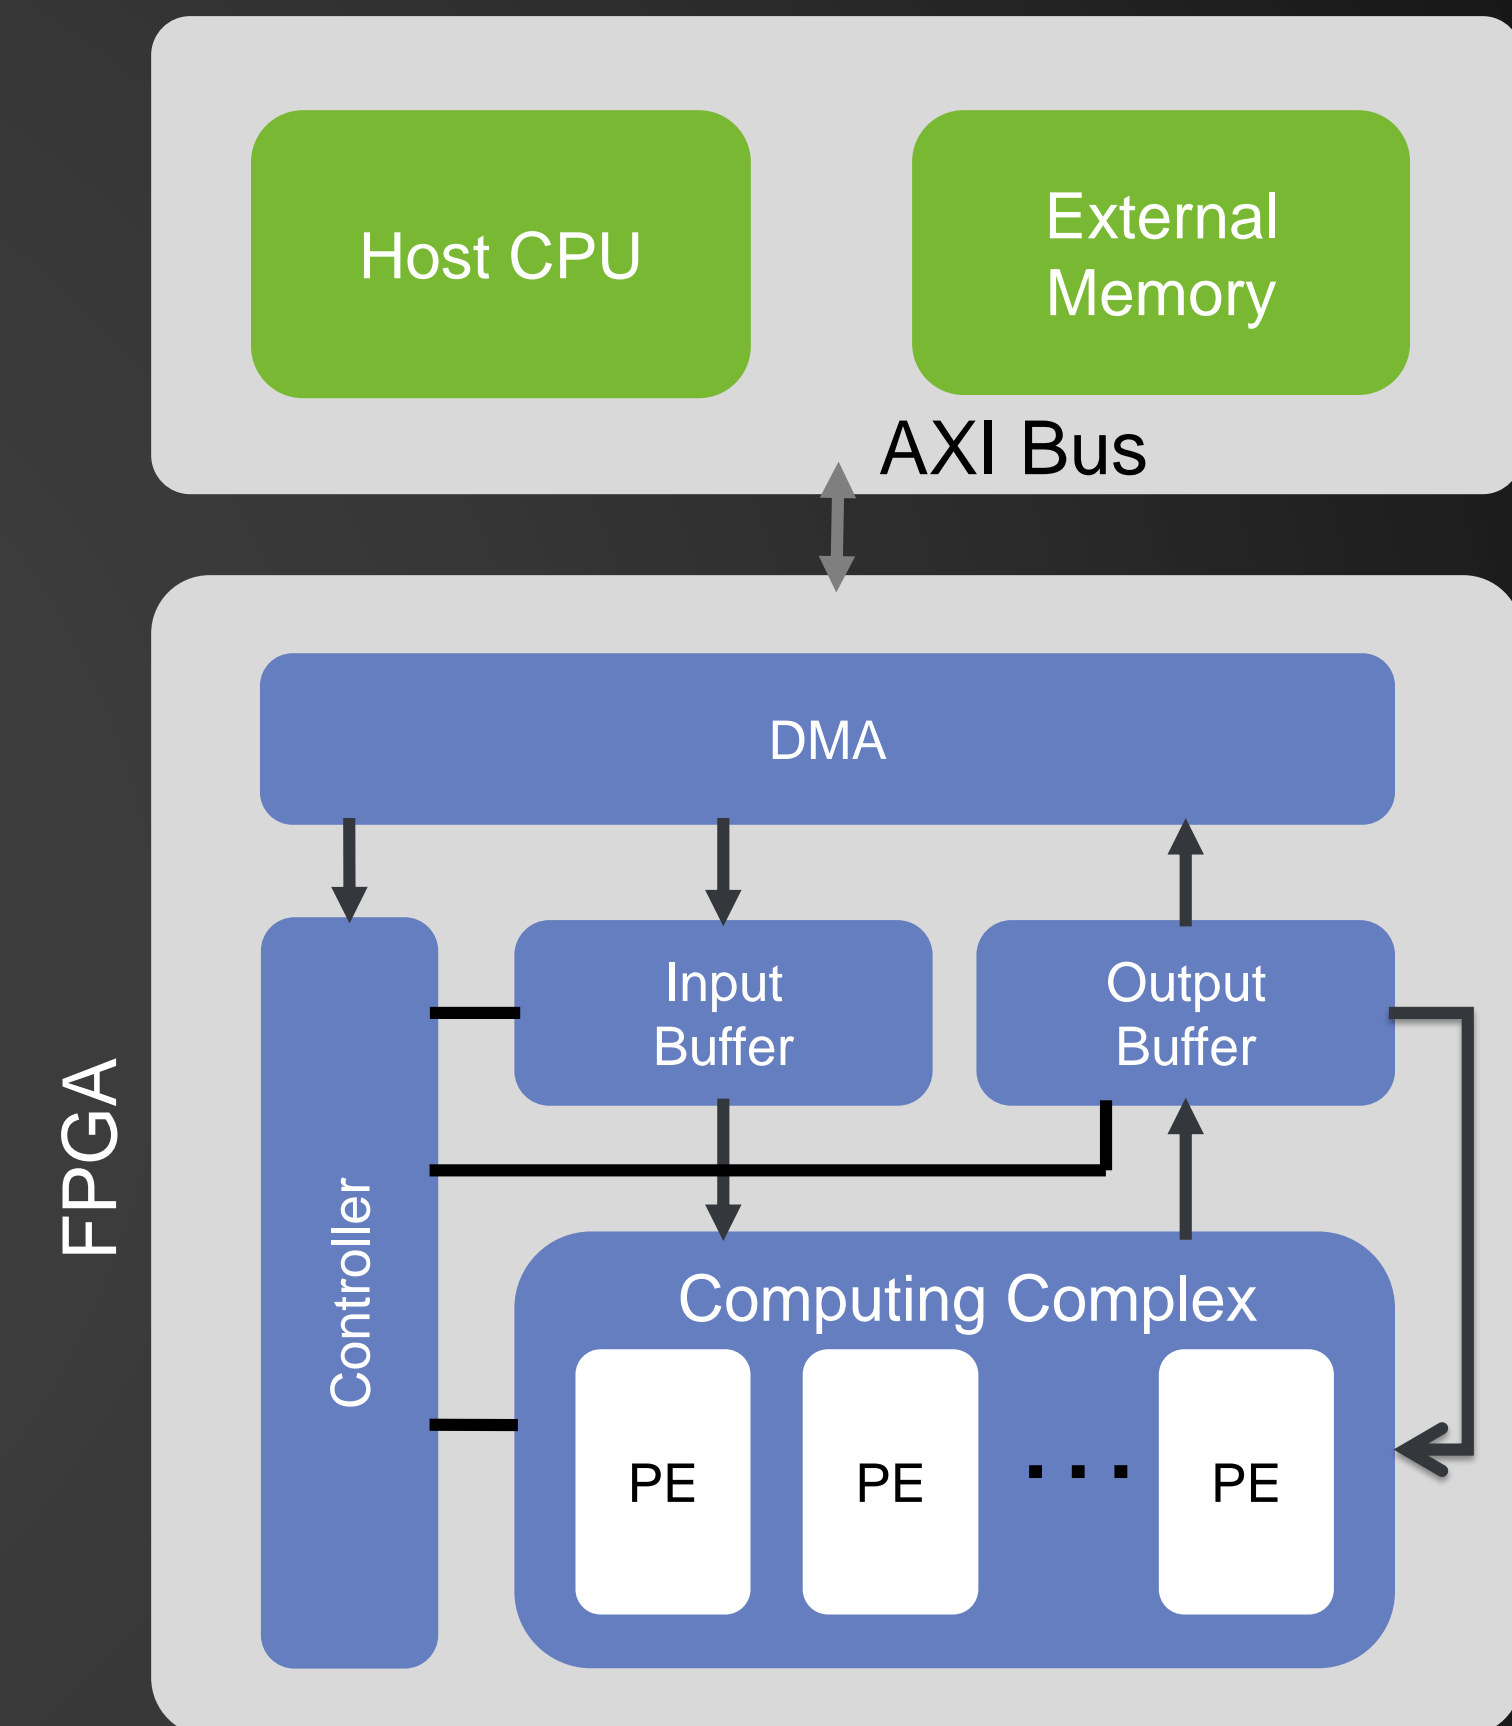 Host CPU
External
Memory
AXI Bus
FPGA
DMA
Controller
Input
Buffer
Output
Buffer
Computing Complex
PE
PE
...
PE